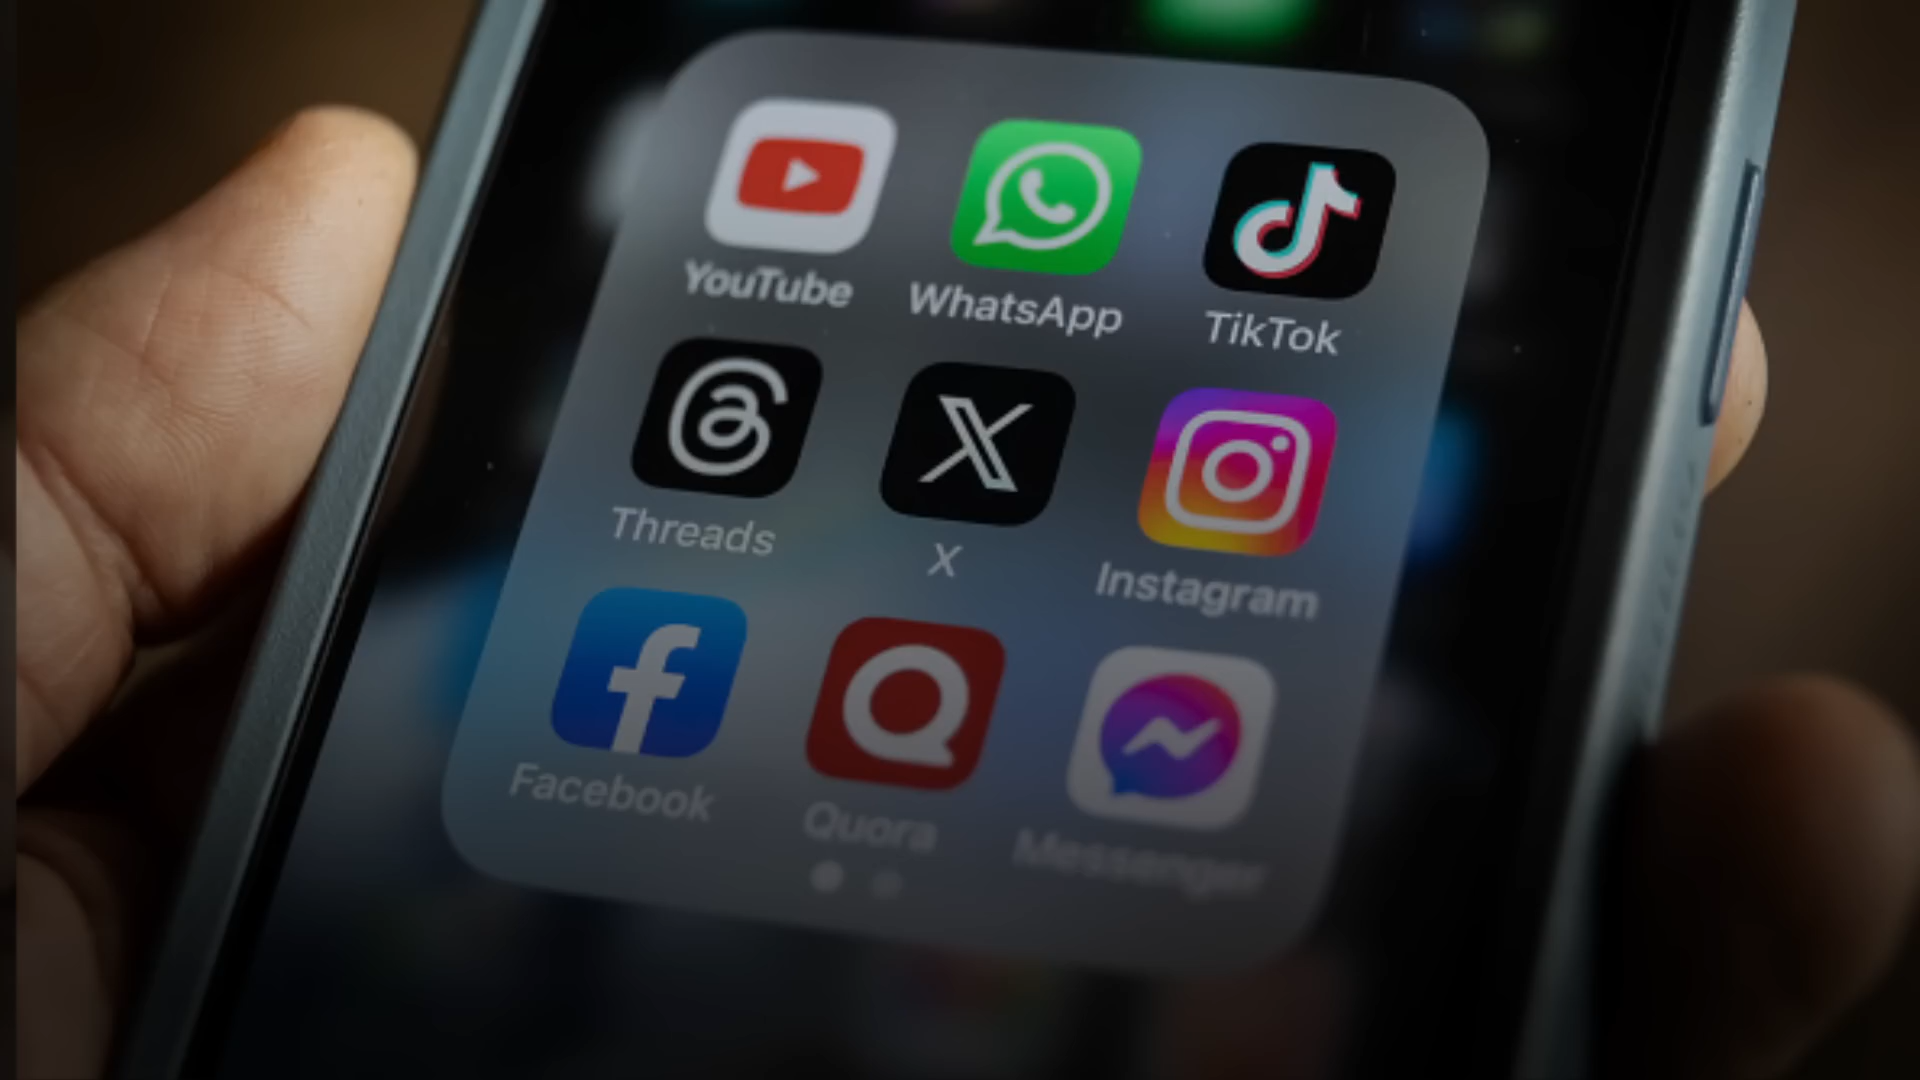 YouTube
WhatsApp
TikTok
Threads
X
Instagram
Facebook
Quora
Messenger